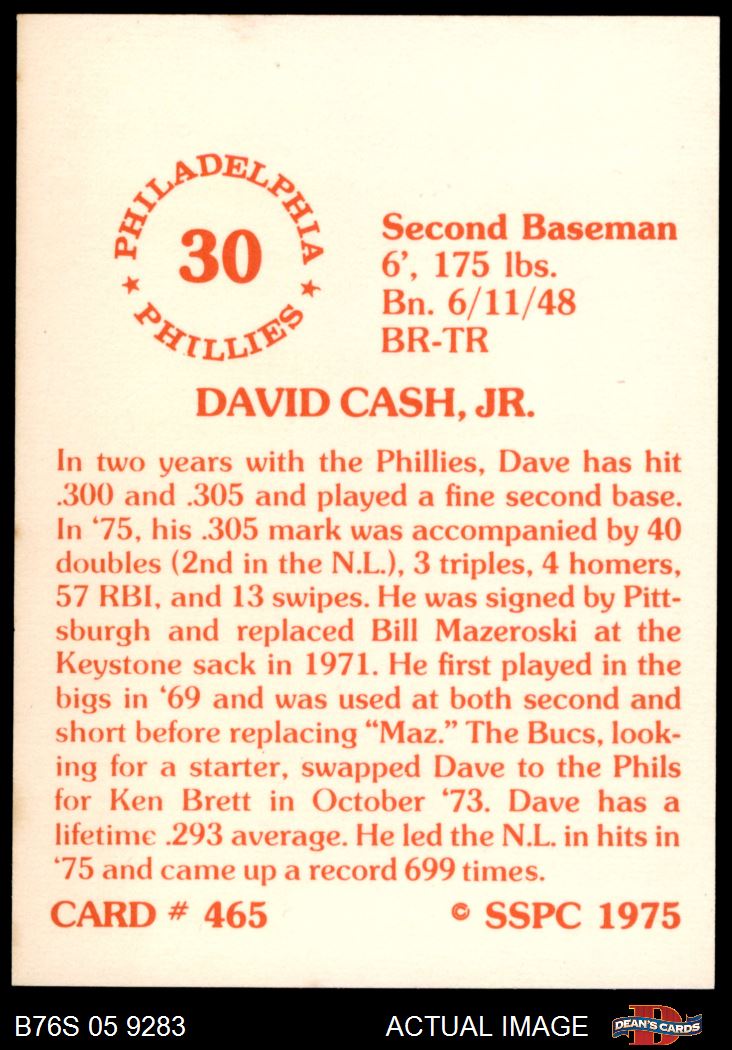 PHILADELPHIA
30
★ PHILLIES ★
Second Baseman
6’, 175 lbs.
Bn. 6/11/48
BR-TR
DAVID CASH, JR.
In two years with the Phillies, Dave has hit
.300 and .305 and played a fine second base.
In ‘75, his .305 mark was accompanied by 40
doubles (2nd in the N.L.), 3 triples, 4 homers,
57 RBI, and 13 swipes. He was signed by Pitt-
sburgh and replaced Bill Mazeroski at the
Keystone sack in 1971. He first played in the
bigs in ‘69 and was used at both second and
short before replacing “Maz.” The Bucs, look-
ing for a starter, swapped Dave to the Phils
for Ken Brett in October ‘73. Dave has a
lifetime .293 average. He led the N.L. in hits in
‘75 and came up a record 699 times.
CARD # 465 © SSPC 1975
B76S 05 9283 ACTUAL IMAGE D DEAN'S CARDS